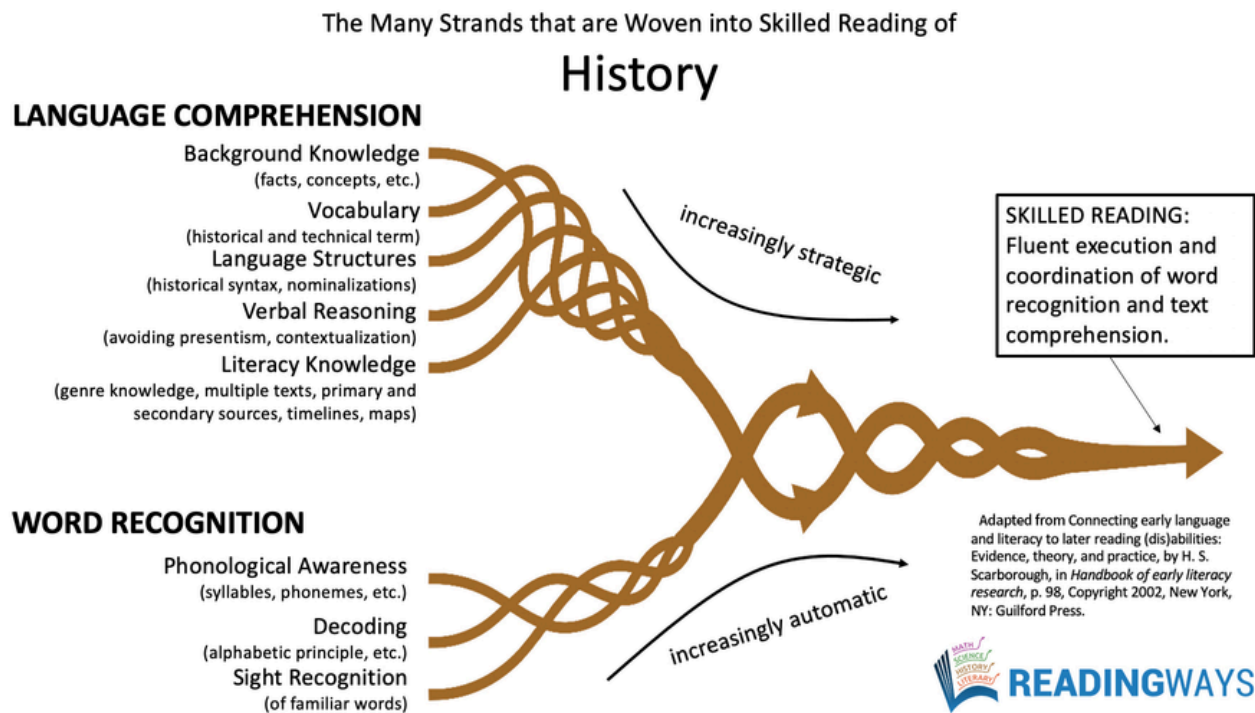 The Many Strands that are Woven into Skilled Reading of
History
LANGUAGE COMPREHENSION
Background Knowledge
(facts, concepts, etc.)
Vocabulary
(historical and technical term)
Language Structures
(historical syntax, nominalizations)
Verbal Reasoning
(avoiding presentism, contextualization)
Literacy Knowledge
(genre knowledge, multiple texts, primary and
secondary sources, timelines, maps)
WORD RECOGNITION
Phonological Awareness
(syllables, phonemes, etc.)
Decoding
(alphabetic principle, etc.)
Sight Recognition
(of familiar words)
increasingly strategic
increasingly automatic
SKILLED READING:
Fluent execution and
coordination of word
recognition and text
comprehension.
Adapted from Connecting early language
and literacy to later reading (dis)abilities:
Evidence, theory, and practice, by H. S.
Scarborough, in Handbook of early literacy
research, p. 98, Copyright 2002, New York,
NY: Guilford Press.
MATH
SCIENCE
HISTORY
LITERARY
READINGWAYS